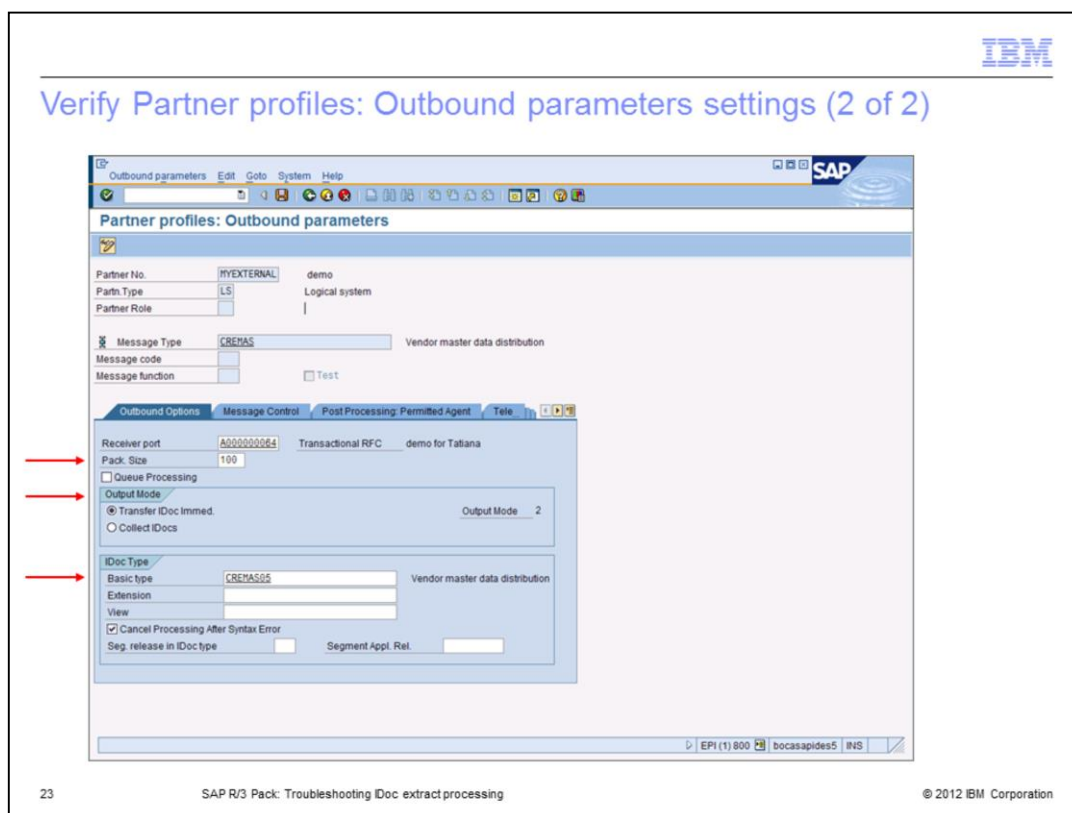 IBM
Verify Partner profiles: Outbound parameters settings (2 of 2)
Outbound parameters Edit Goto System Help
SAP
Partner profiles: Outbound parameters
Partner No. MYEXTERNAL demo
Partn.Type LS Logical system
Partner Role
Message Type CREMAS Vendor master data distribution
Message code
Message function Test
Outbound Options Message Control Post Processing: Permitted Agent Tele
Receiver port A000000064 Transactional RFC demo for Tatiana
Pack. Size 100
Queue Processing
Output Mode
Transfer IDoc Immed. Output Mode 2
Collect IDocs
IDoc Type
Basic type CREMAS05 Vendor master data distribution
Extension
View
Cancel Processing After Syntax Error
Seg. release in IDoc type Segment Appl. Rel.
EPI (1) 800 bocasapides5 INS
23 SAP R/3 Pack: Troubleshooting IDoc extract processing © 2012 IBM Corporation